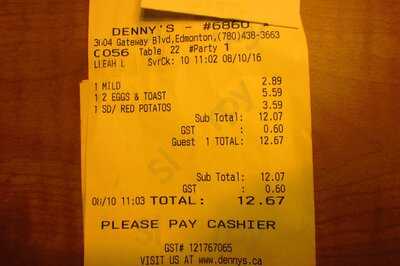 DENNY'S - #6860
3604 Gateway Blvd,Edmonton,(780)438-3663
C056 Table 22 #Party 1
LEEAH L SvrCk: 10 11:02 08/10/16
1 MILD 2.89
1 2 EGGS & TOAST 5.59
1 SD/ RED POTATOS 3.59
Sub Total: 12.07
GST : 0.60
Guest 1 TOTAL: 12.67
Sub Total: 12.07
GST : 0.60
08/10 11:03 TOTAL: 12.67
PLEASE PAY CASHIER
GST# 121767065
VISIT US AT www.dennys.ca